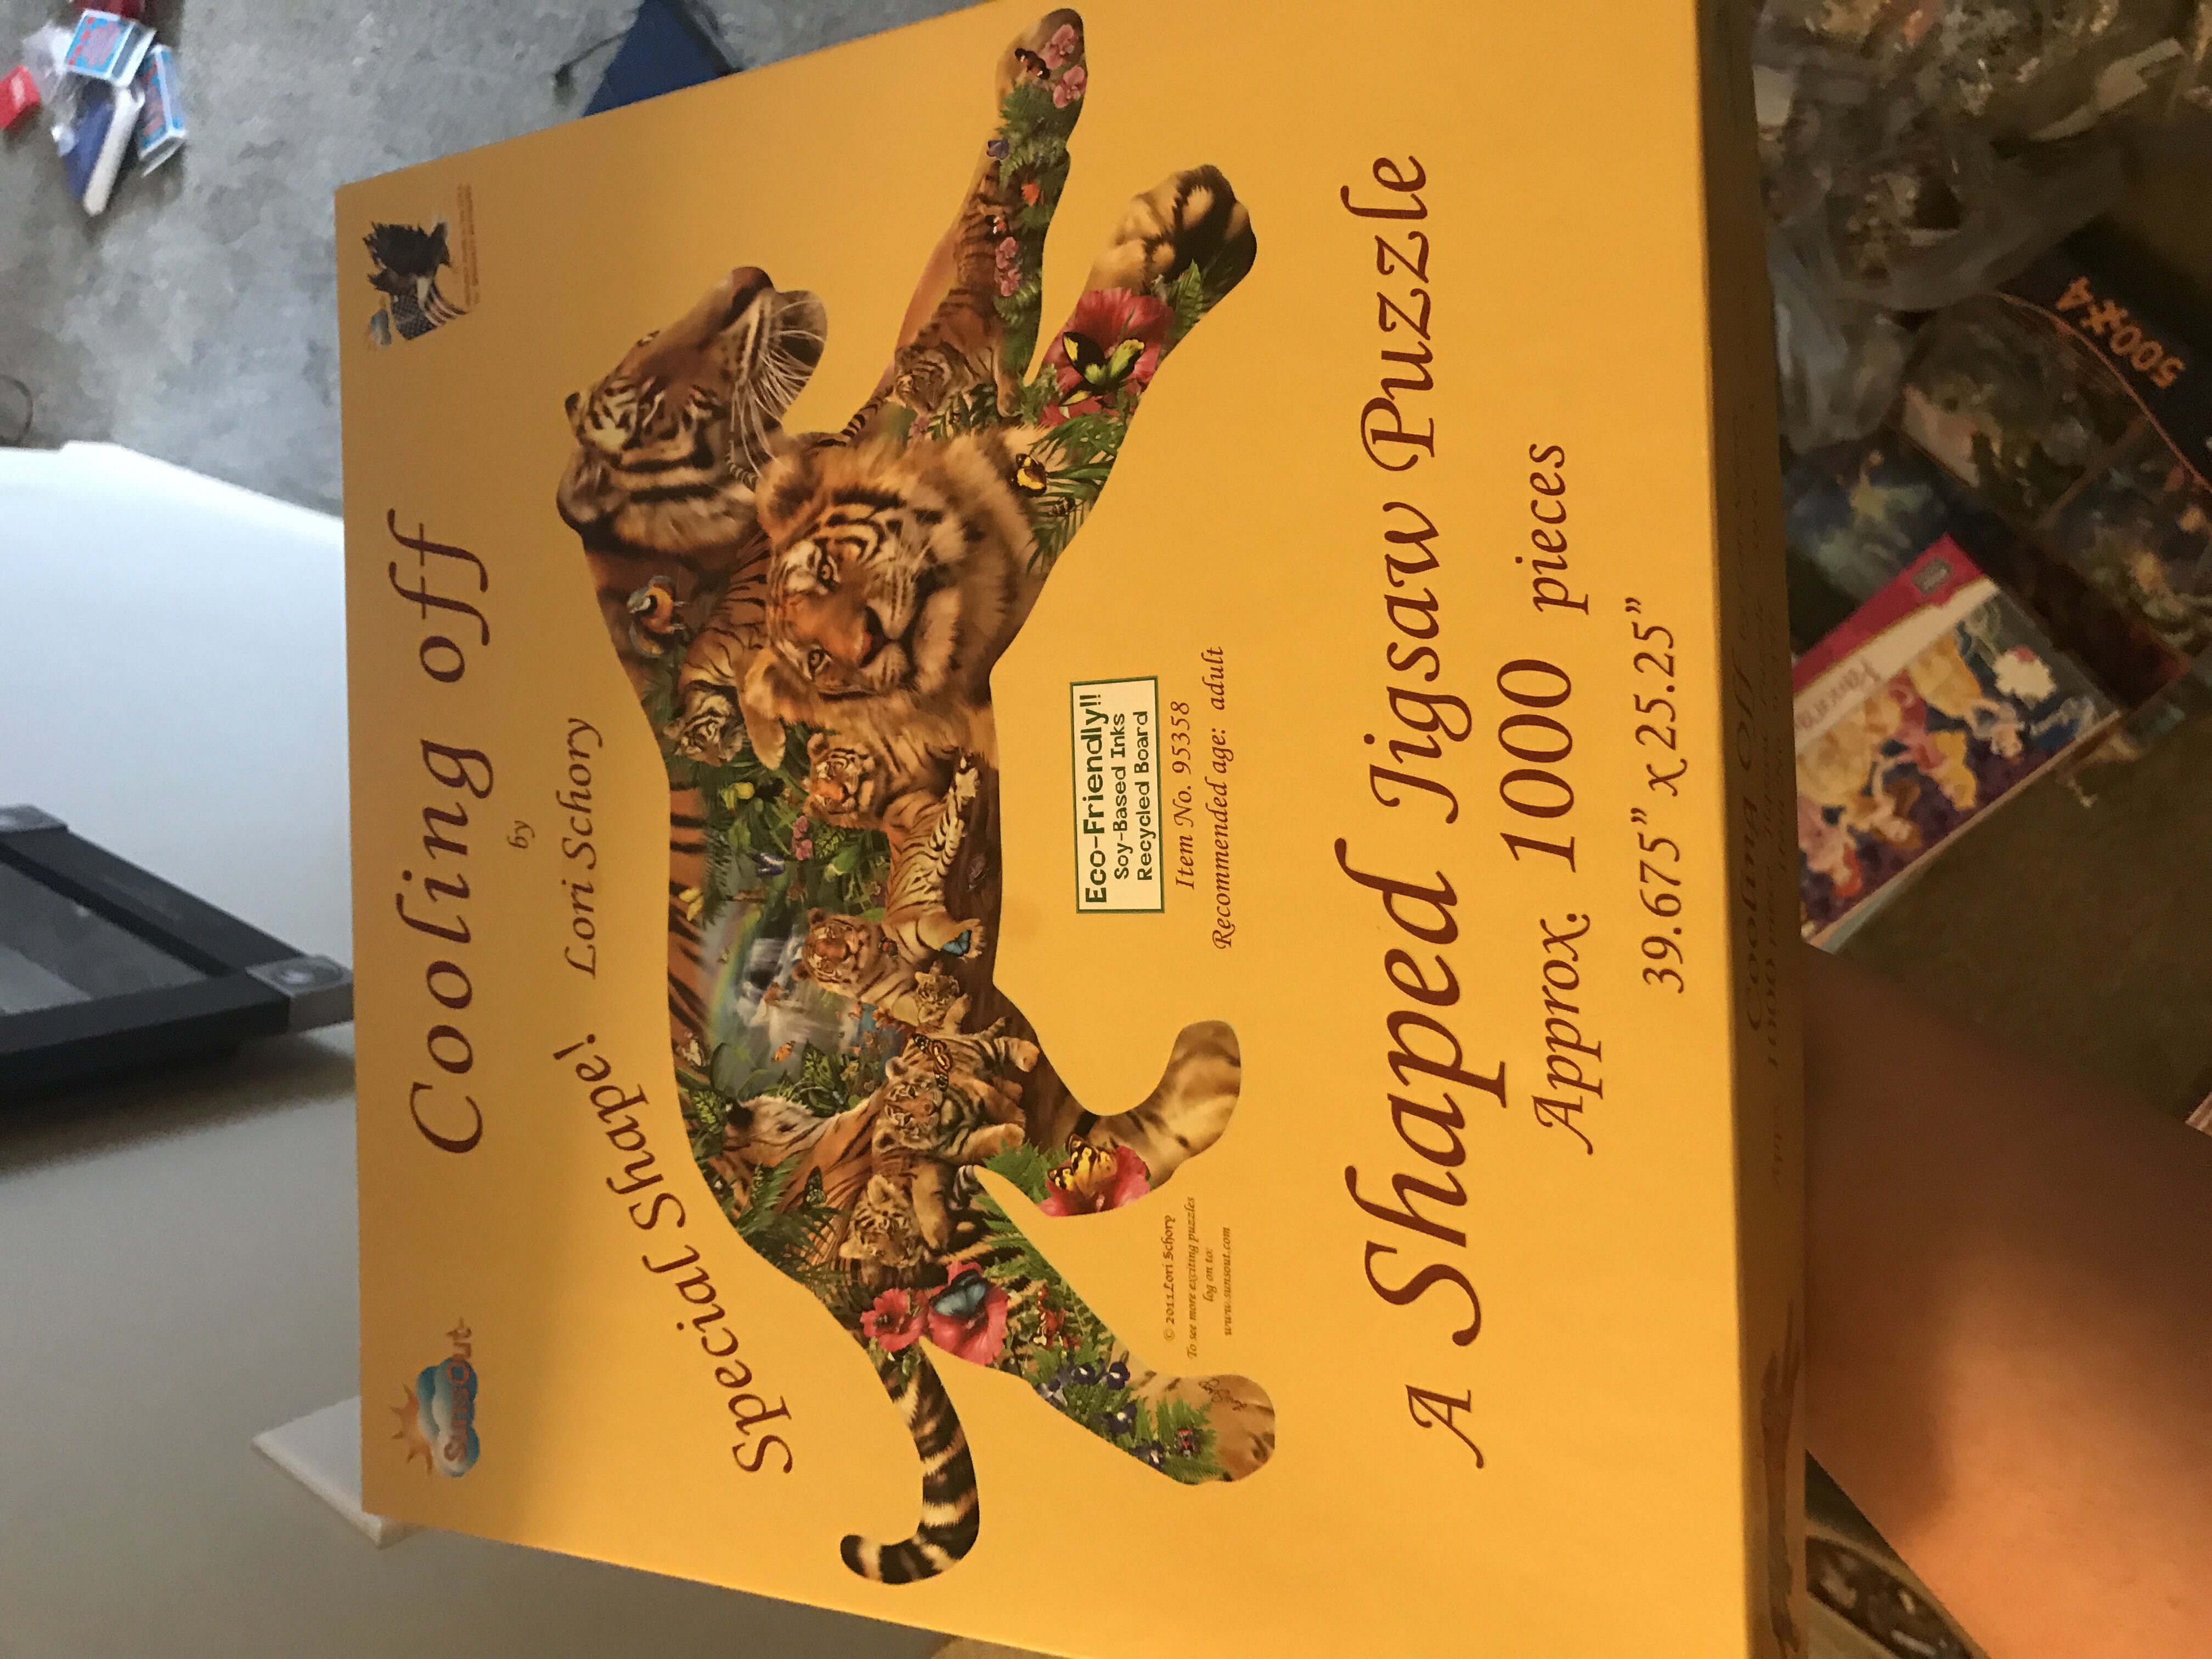 SunsOut
Cooling off
by
Lori Schory
Special Shape!
Eco-Friendly!!
Soy-Based Inks
Recycled Board
Item No. 95358
Recommended age: adult
© 2011 Lori Schory
To see more exciting puzzles
log on to:
www.sunsout.com
A Shaped Jigsaw Puzzle
Approx. 1000 pieces
39.675” x 25.25”
Cooling Off
500x4